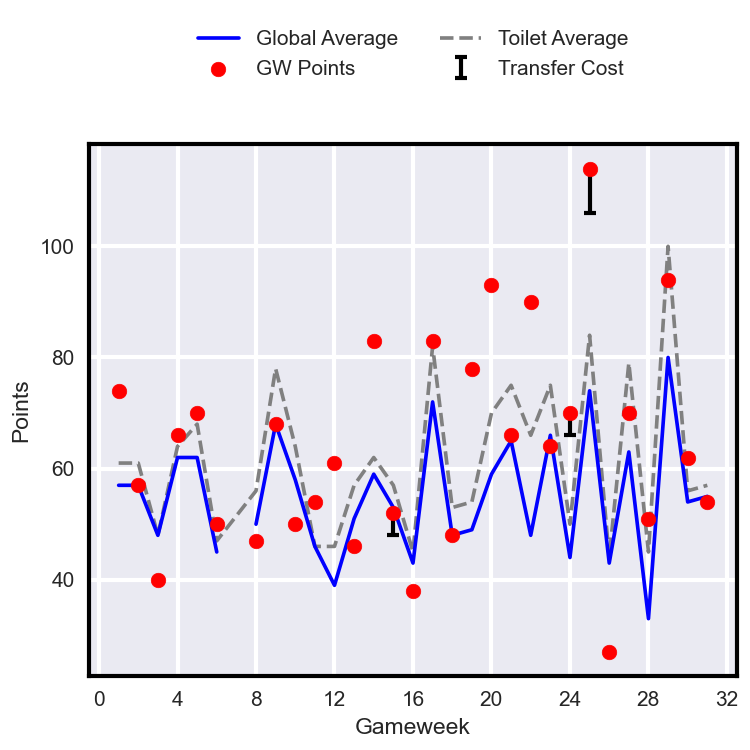 Global Average
Toilet Average
GW Points
Transfer Cost
100
80
60
40
Points
0 4 8 12 16 20 24 28 32
Gameweek